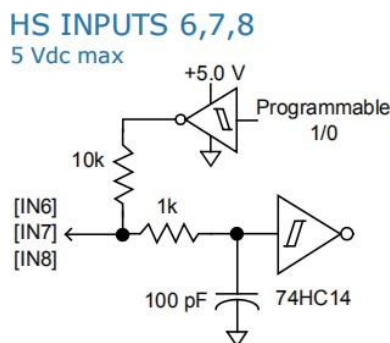 HS INPUTS 6,7,8
5 Vdc max
+5.0 V
Programmable
1/0
10k
[IN6]
1k
[IN7]
[IN8]
100 pF
74HC14